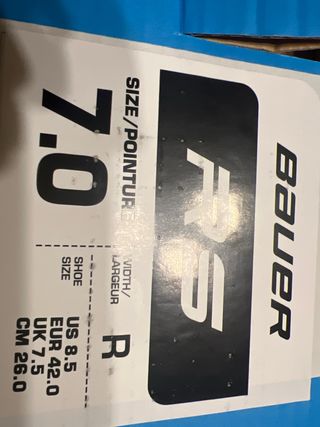 BAUER
RS
SIZE/POINTURE
7.0
WIDTH/
LARGEUR
R
SHOE
SIZE
US 8.5
EUR 42.0
UK 7.5
CM 26.0